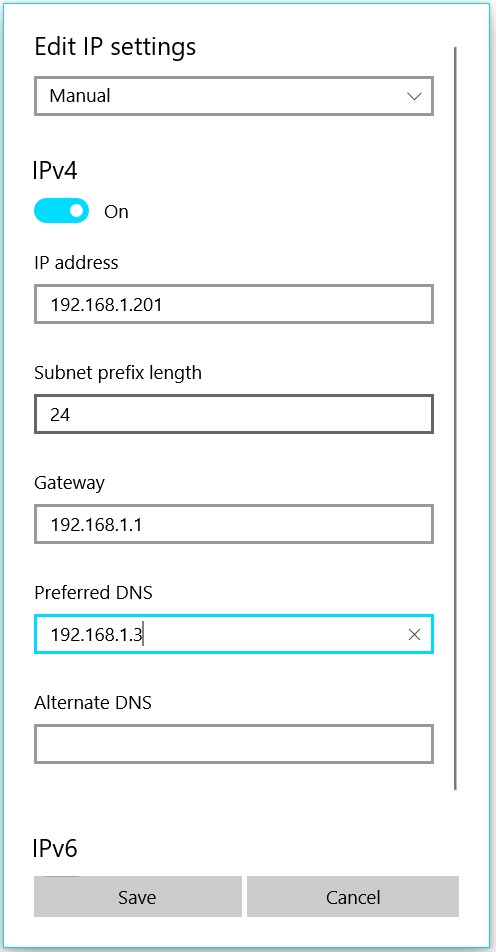 Edit IP settings
Manual
IPv4
On
IP address
192.168.1.201
Subnet prefix length
24
Gateway
192.168.1.1
Preferred DNS
192.168.1.3
Alternate DNS
IPv6
Save Cancel